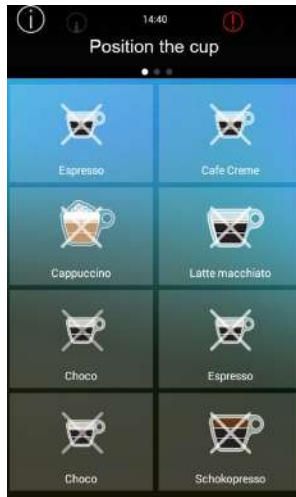 14:40
Position the cup
Espresso
Cafe Creme
Cappuccino
Latte macchiato
Choco
Espresso
Choco
Schokopresso